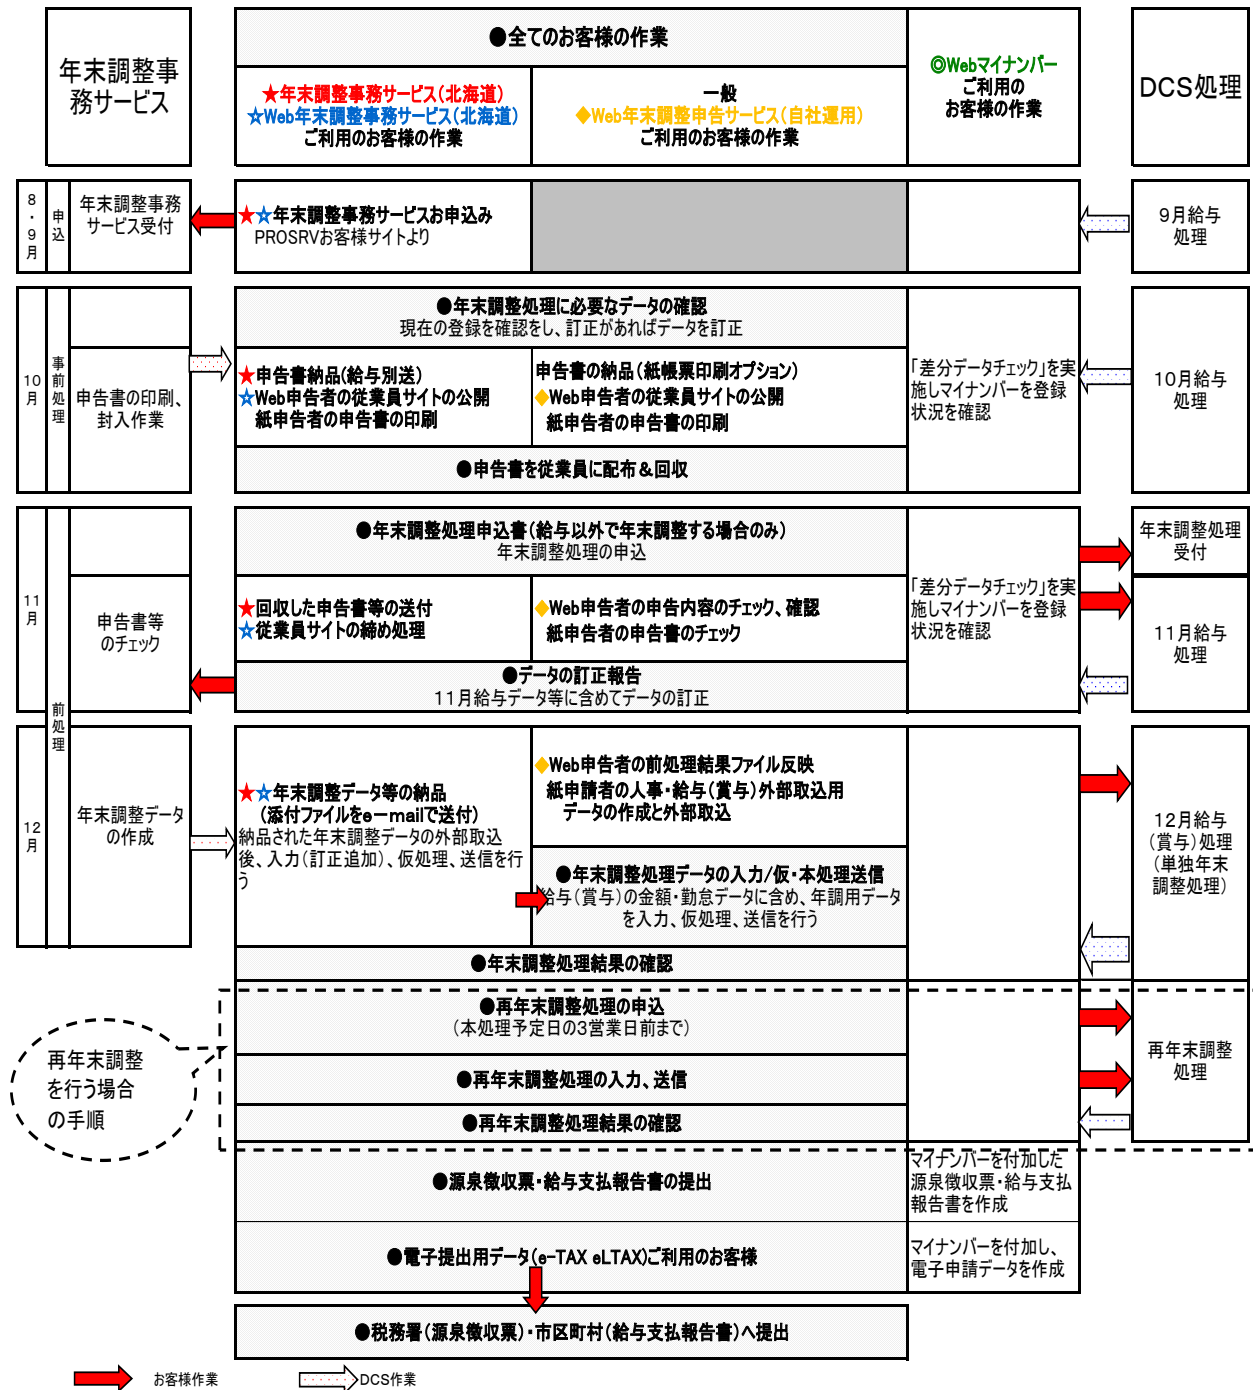 年末調整事
務サービス
●全てのお客様の作業
★年末調整事務サービス(北海道)
☆Web年末調整事務サービス(北海道)
ご利用のお客様の作業
一般
◆Web年末調整申告サービス(自社運用)
ご利用のお客様の作業
◎Webマイナンバー
ご利用の
お客様の作業
DCS処理
8・9月
申込
年末調整事務
サービス受付
★☆年末調整事務サービスお申込み
PROSRVお客様サイトより
9月給与
処理
10月
事前処理
申告書の印刷、
封入作業
●年末調整処理に必要なデータの確認
現在の登録を確認をし、訂正があればデータを訂正
★申告書納品(給与別送)
☆Web申告者の従業員サイトの公開
紙申告者の申告書の印刷
申告書の納品(紙帳票印刷オプション)
◆Web申告者の従業員サイトの公開
紙申告者の申告書の印刷
●申告書を従業員に配布&回収
「差分データチェック」を実
施しマイナンバーを登録
状況を確認
10月給与
処理
11月
前処理
申告書等
のチェック
●年末調整処理申込書(給与以外で年末調整する場合のみ)
年末調整処理の申込
★回収した申告書等の送付
☆従業員サイトの締め処理
◆Web申告者の申告内容のチェック、確認
紙申告者の申告書のチェック
●データの訂正報告
11月給与データ等に含めてデータの訂正
「差分データチェック」を実
施しマイナンバーを登録
状況を確認
年末調整処理
受付
11月給与
処理
12月
年末調整データ
の作成
★☆年末調整データ等の納品
(添付ファイルをe-mailで送付)
納品された年末調整データの外部取込
後、入力(訂正追加)、仮処理、送信を行
う
◆Web申告者の前処理結果ファイル反映
紙申請者の人事・給与(賞与)外部取込用
データの作成と外部取込
●年末調整処理データの入力/仮・本処理送信
給与(賞与)の金額・勤怠データに含め、年調用データ
を入力、仮処理、送信を行う
●年末調整処理結果の確認
12月給与
(賞与)処理
(単独年末
調整処理)
再年末調整
を行う場合
の手順
●再年末調整処理の申込
(本処理予定日の3営業日前まで)
●再年末調整処理の入力、送信
●再年末調整処理結果の確認
再年末調整
処理
●源泉徴収票・給与支払報告書の提出
マイナンバーを付加した
源泉徴収票・給与支払
報告書を作成
●電子提出用データ(e-TAX eLTAX)ご利用のお客様
マイナンバーを付加し、
電子申請データを作成
●税務署(源泉徴収票)・市区町村(給与支払報告書)へ提出
お客様作業
DCS作業